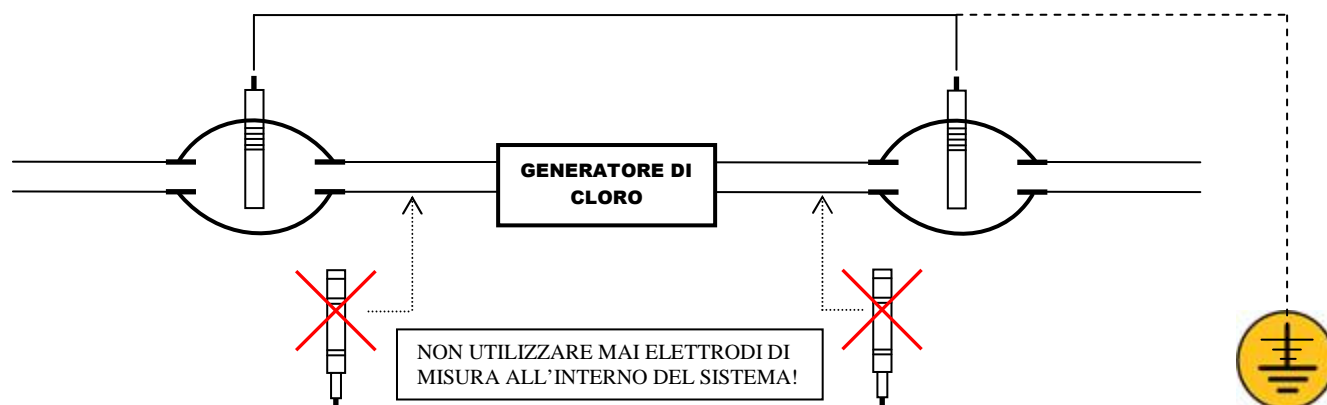 GENERATORE DI
CLORO
NON UTILIZZARE MAI ELETTRODI DI
MISURA ALL'INTERNO DEL SISTEMA!